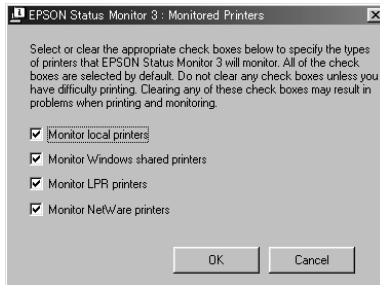 EPSON Status Monitor 3 : Monitored Printers
Select or clear the appropriate check boxes below to specify the types
of printers that EPSON Status Monitor 3 will monitor. All of the check
boxes are selected by default. Do not clear any check boxes unless you
have difficulty printing. Clearing any of these check boxes may result in
problems when printing and monitoring.
Monitor local printers
Monitor Windows shared printers
Monitor LPR printers
Monitor NetWare printers
OK Cancel